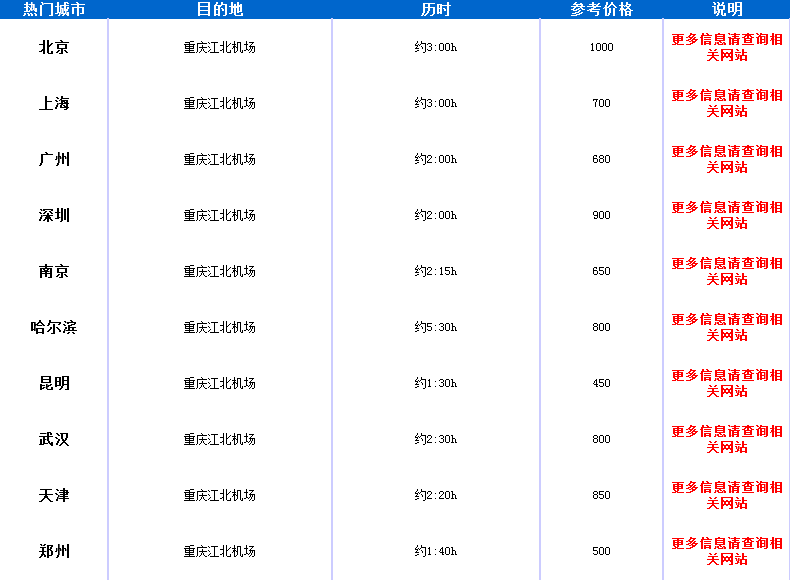 热门城市 目的地 历时 参考价格 说明
北京 重庆江北机场 约3:00h 1000 更多信息请查询相
关网站
上海 重庆江北机场 约3:00h 700 更多信息请查询相
关网站
广州 重庆江北机场 约2:00h 680 更多信息请查询相
关网站
深圳 重庆江北机场 约2:00h 900 更多信息请查询相
关网站
南京 重庆江北机场 约2:15h 650 更多信息请查询相
关网站
哈尔滨 重庆江北机场 约5:30h 800 更多信息请查询相
关网站
昆明 重庆江北机场 约1:30h 450 更多信息请查询相
关网站
武汉 重庆江北机场 约2:30h 800 更多信息请查询相
关网站
天津 重庆江北机场 约2:20h 850 更多信息请查询相
关网站
郑州 重庆江北机场 约1:40h 500 更多信息请查询相
关网站